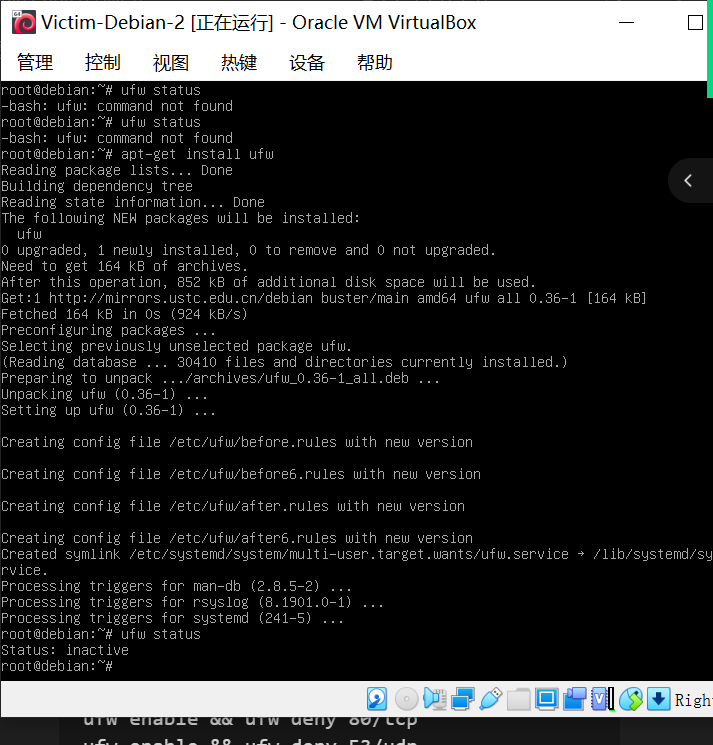 Victim-Debian-2 [正在运行] - Oracle VM VirtualBox
管理 控制 视图 热键 设备 帮助
root@debian:~# ufw status
-bash: ufw: command not found
root@debian:~# ufw status
-bash: ufw: command not found
root@debian:~# apt-get install ufw
Reading package lists... Done
Building dependency tree
Reading state information... Done
The following NEW packages will be installed:
  ufw
0 upgraded, 1 newly installed, 0 to remove and 0 not upgraded.
Need to get 164 kB of archives.
After this operation, 852 kB of additional disk space will be used.
Get:1 http://mirrors.ustc.edu.cn/debian buster/main amd64 ufw all 0.36-1 [164 kB]
Fetched 164 kB in 0s (924 kB/s)
Preconfiguring packages ...
Selecting previously unselected package ufw.
(Reading database ... 30410 files and directories currently installed.)
Preparing to unpack .../archives/ufw_0.36-1_all.deb ...
Unpacking ufw (0.36-1) ...
Setting up ufw (0.36-1) ...
Creating config file /etc/ufw/before.rules with new version
Creating config file /etc/ufw/before6.rules with new version
Creating config file /etc/ufw/after.rules with new version
Creating config file /etc/ufw/after6.rules with new version
Created symlink /etc/systemd/system/multi-user.target.wants/ufw.service → /lib/systemd/sy
rvice.
Processing triggers for man-db (2.8.5-2) ...
Processing triggers for rsyslog (8.1901.0-1) ...
Processing triggers for systemd (241-5) ...
root@debian:~# ufw status
Status: inactive
root@debian:~#
Righ
ufw enable && ufw deny 80/tcp
ufw enable && ufw deny 53/udp